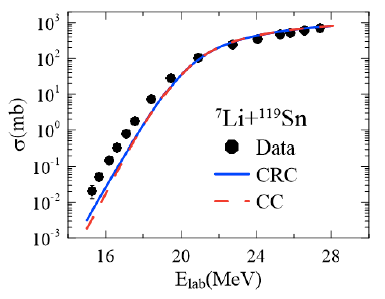 10³
10²
10¹
10⁰
10⁻¹
10⁻²
10⁻³
σ(mb)
⁷Li+¹¹⁹Sn
Data
CRC
CC
16 20 24 28
E_lab(MeV)